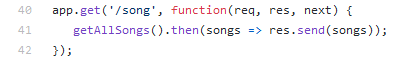 40 app.get('/song', function(req, res, next) {
41   getAllSongs().then(songs => res.send(songs));
42 });